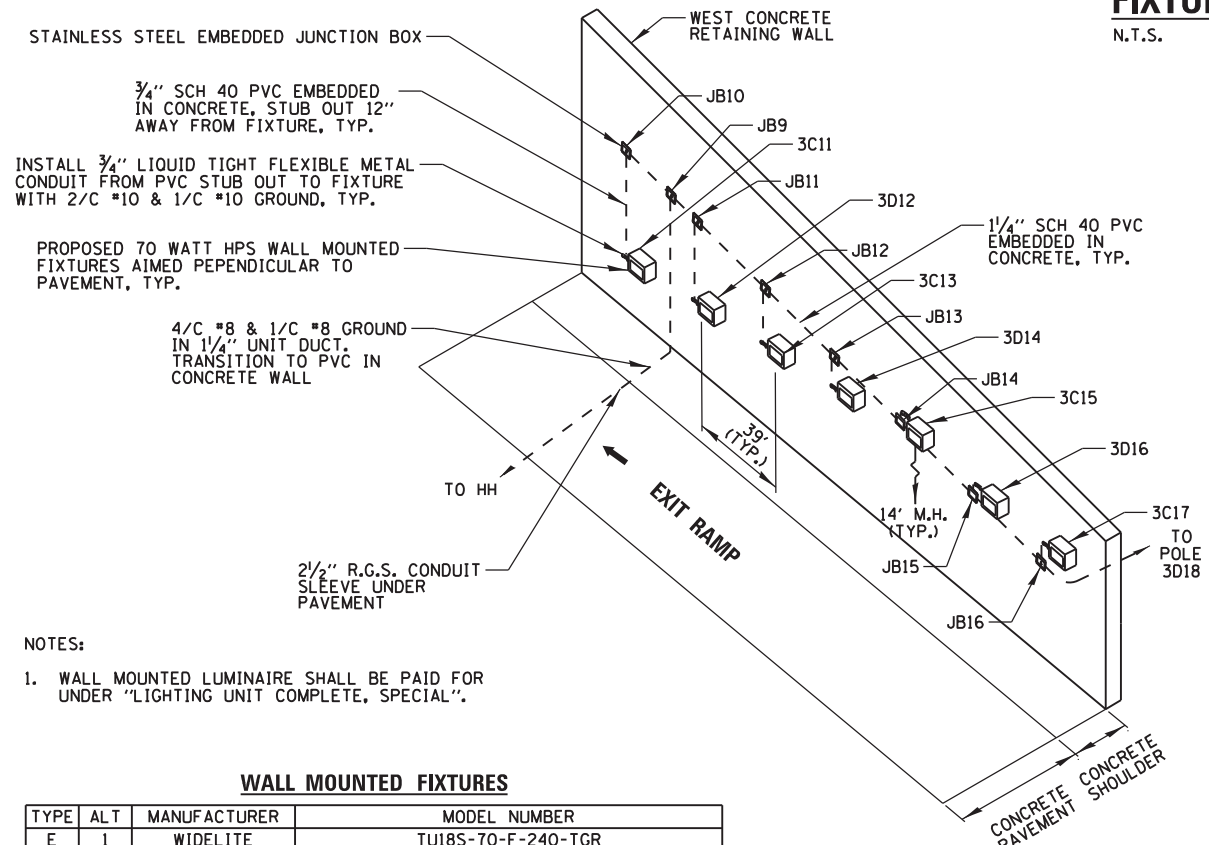 FIXTUR
N.T.S.
WEST CONCRETE
RETAINING WALL
STAINLESS STEEL EMBEDDED JUNCTION BOX
3/4'' SCH 40 PVC EMBEDDED
IN CONCRETE, STUB OUT 12''
AWAY FROM FIXTURE, TYP.
INSTALL 3/4'' LIQUID TIGHT FLEXIBLE METAL
CONDUIT FROM PVC STUB OUT TO FIXTURE
WITH 2/C #10 & 1/C #10 GROUND, TYP.
PROPOSED 70 WATT HPS WALL MOUNTED
FIXTURES AIMED PEPENDICULAR TO
PAVEMENT, TYP.
4/C #8 & 1/C #8 GROUND
IN 1 1/4'' UNIT DUCT.
TRANSITION TO PVC IN
CONCRETE WALL
TO HH
2 1/2'' R.G.S. CONDUIT
SLEEVE UNDER
PAVEMENT
JB10
JB9
3C11
JB11
3D12
1 1/4'' SCH 40 PVC
EMBEDDED IN
CONCRETE, TYP.
JB12
3C13
JB13
3D14
JB14
3C15
3D16
3C17
TO
POLE
3D18
39'
(TYP.)
14' M.H.
(TYP.)
JB15
JB16
EXIT RAMP
CONCRETE
PAVEMENT
CONCRETE
SHOULDER
NOTES:
1. WALL MOUNTED LUMINAIRE SHALL BE PAID FOR
UNDER ''LIGHTING UNIT COMPLETE, SPECIAL''.
WALL MOUNTED FIXTURES
TYPE ALT MANUFACTURER MODEL NUMBER
E 1 WIDELITE TU18S-70-F-240-TGR